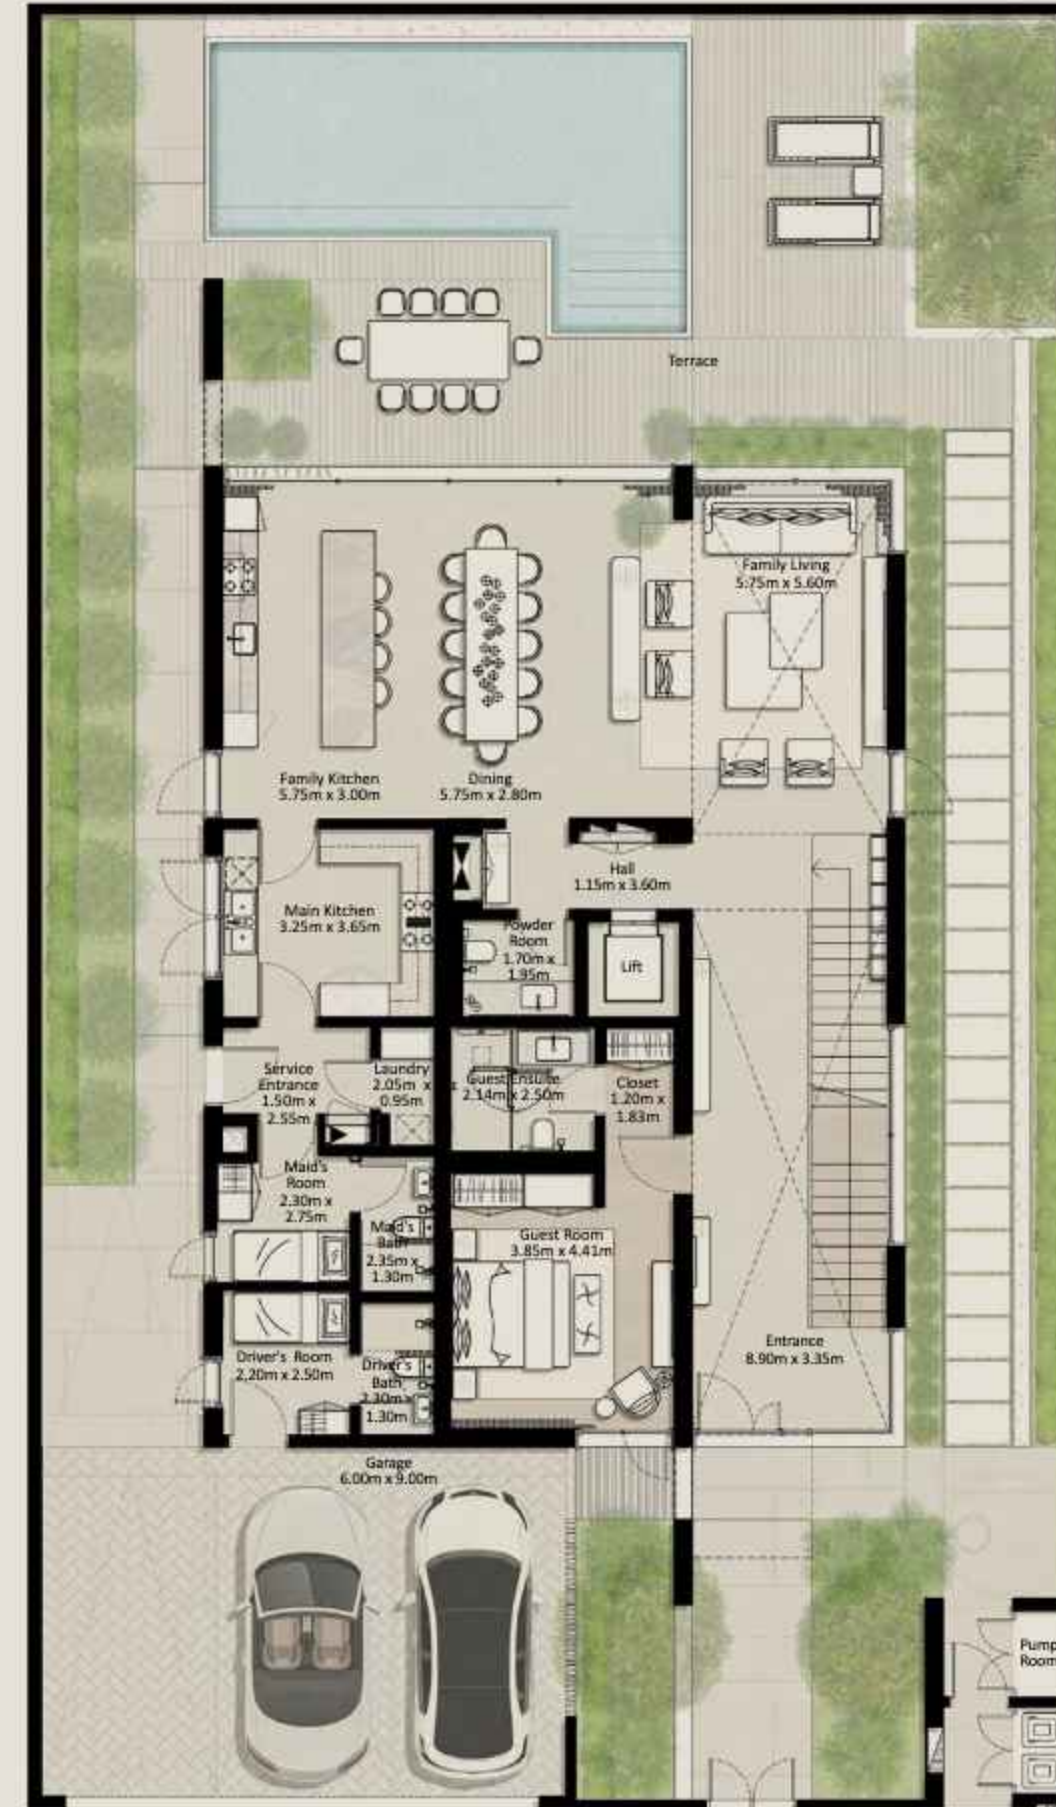 Terrace
Family Living
5.75m x 5.60m
Family Kitchen
5.75m x 3.00m
Dining
5.75m x 2.80m
Hall
1.15m x 3.60m
Main Kitchen
3.25m x 3.65m
Powder
Room
1.70m x
1.95m
Lift
Service
Entrance
1.50m x
2.55m
Laundry
2.05m x
0.95m
Guest Ensuite
2.14m x 2.50m
Closet
1.20m x
1.83m
Maid's
Room
2.30m x
2.75m
Maid's
Bath
2.35m x
1.30m
Guest Room
3.85m x 4.41m
Entrance
8.90m x 3.35m
Driver's Room
2.20m x 2.50m
Driver's
Bath
2.30m x
1.30m
Garage
6.00m x 9.00m
Pump
Room